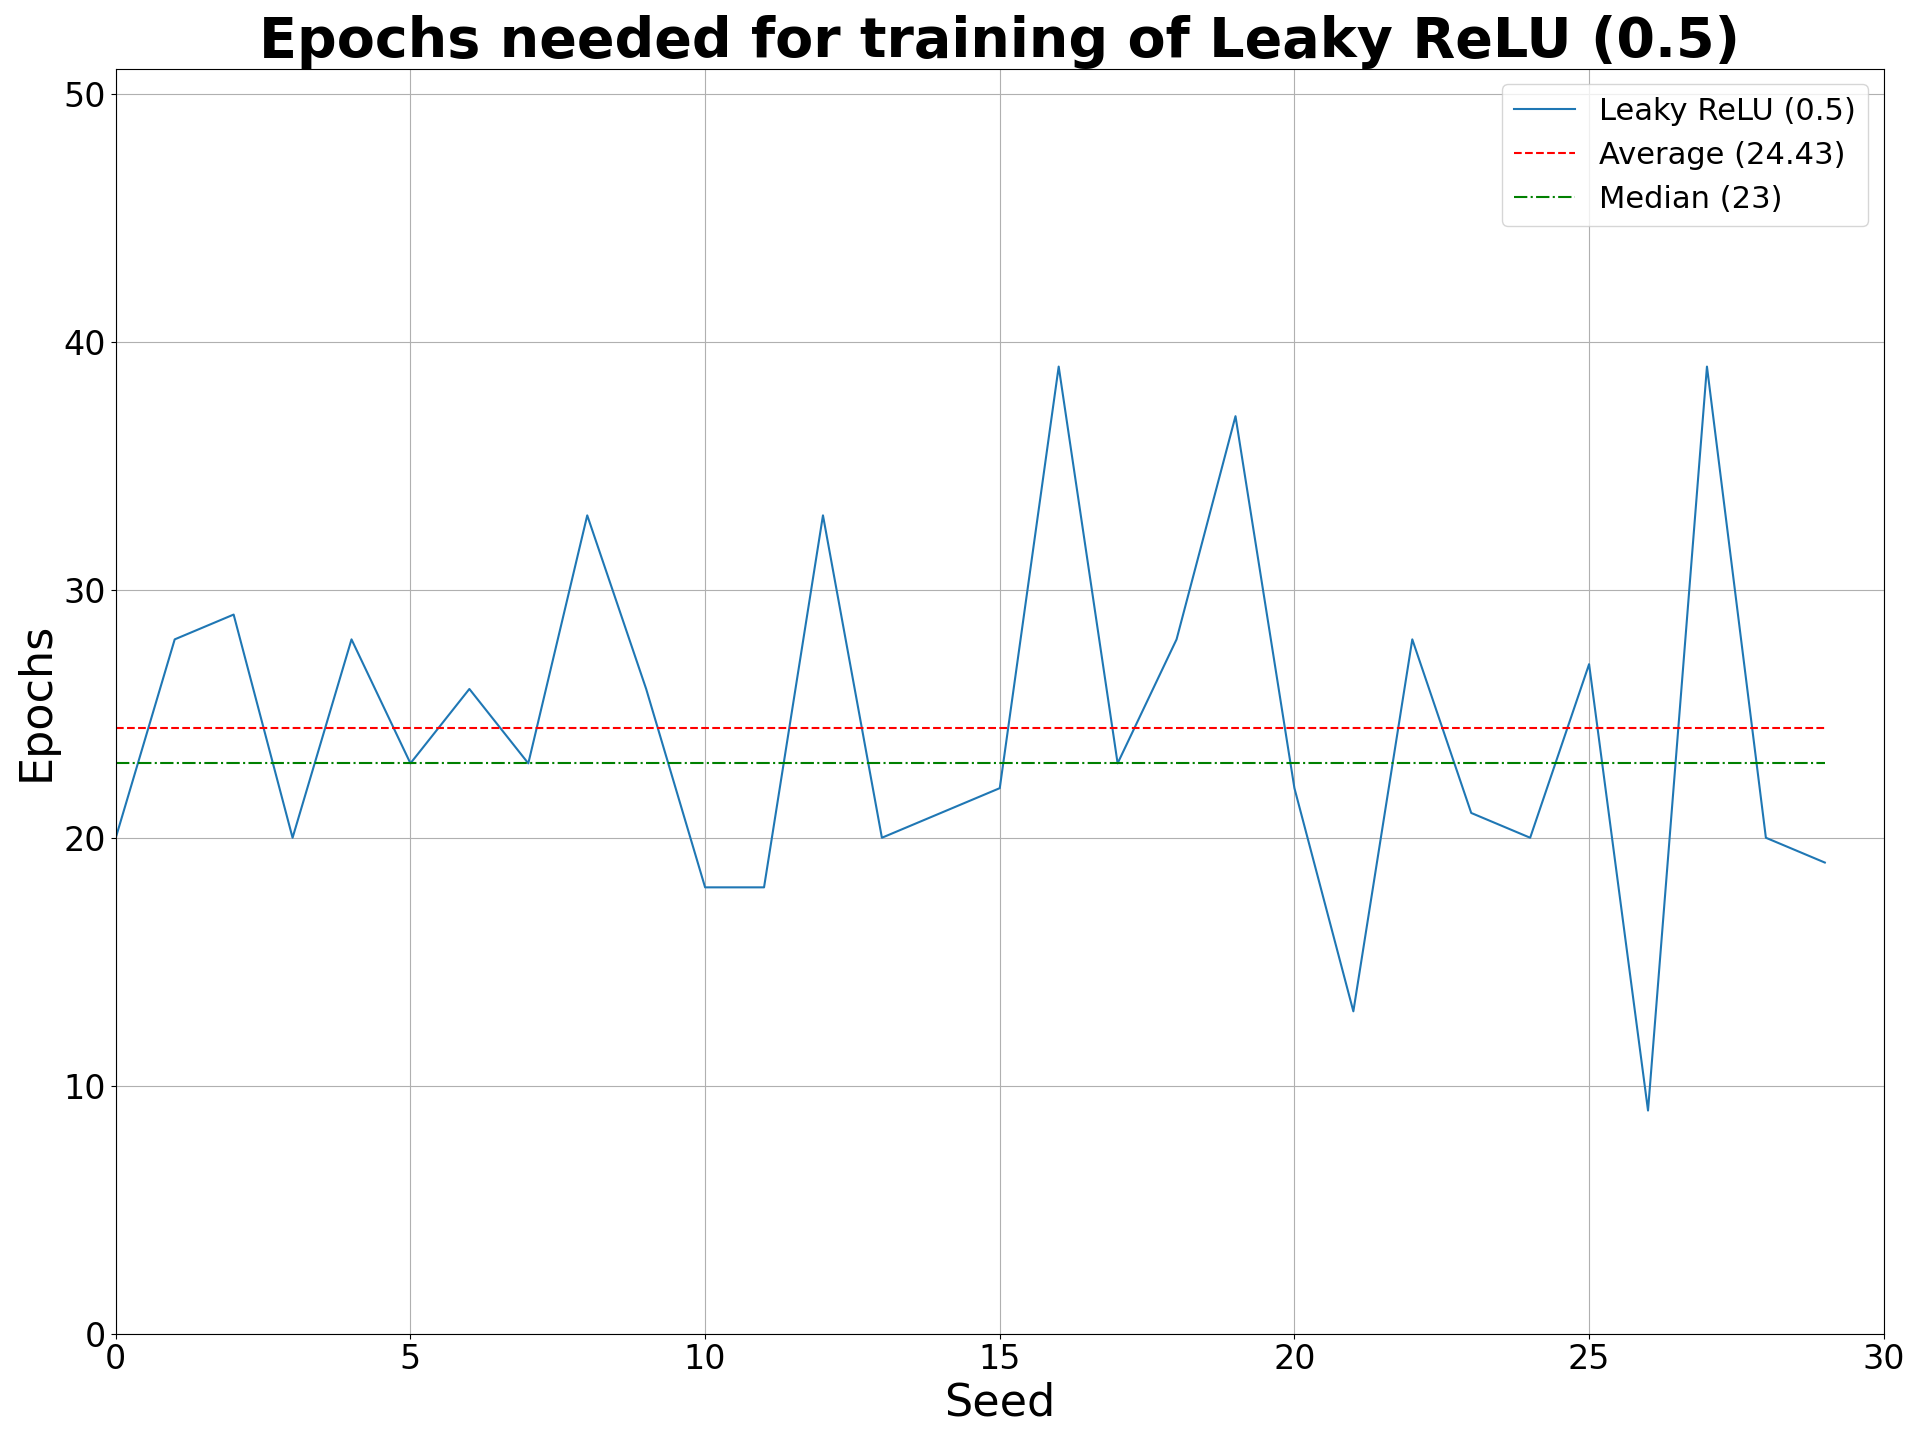 Epochs needed for training of Leaky ReLU (0.5)
Leaky ReLU (0.5)
Average (24.43)
Median (23)
50
40
30
20
10
0
Epochs
0 5 10 15 20 25 30
Seed